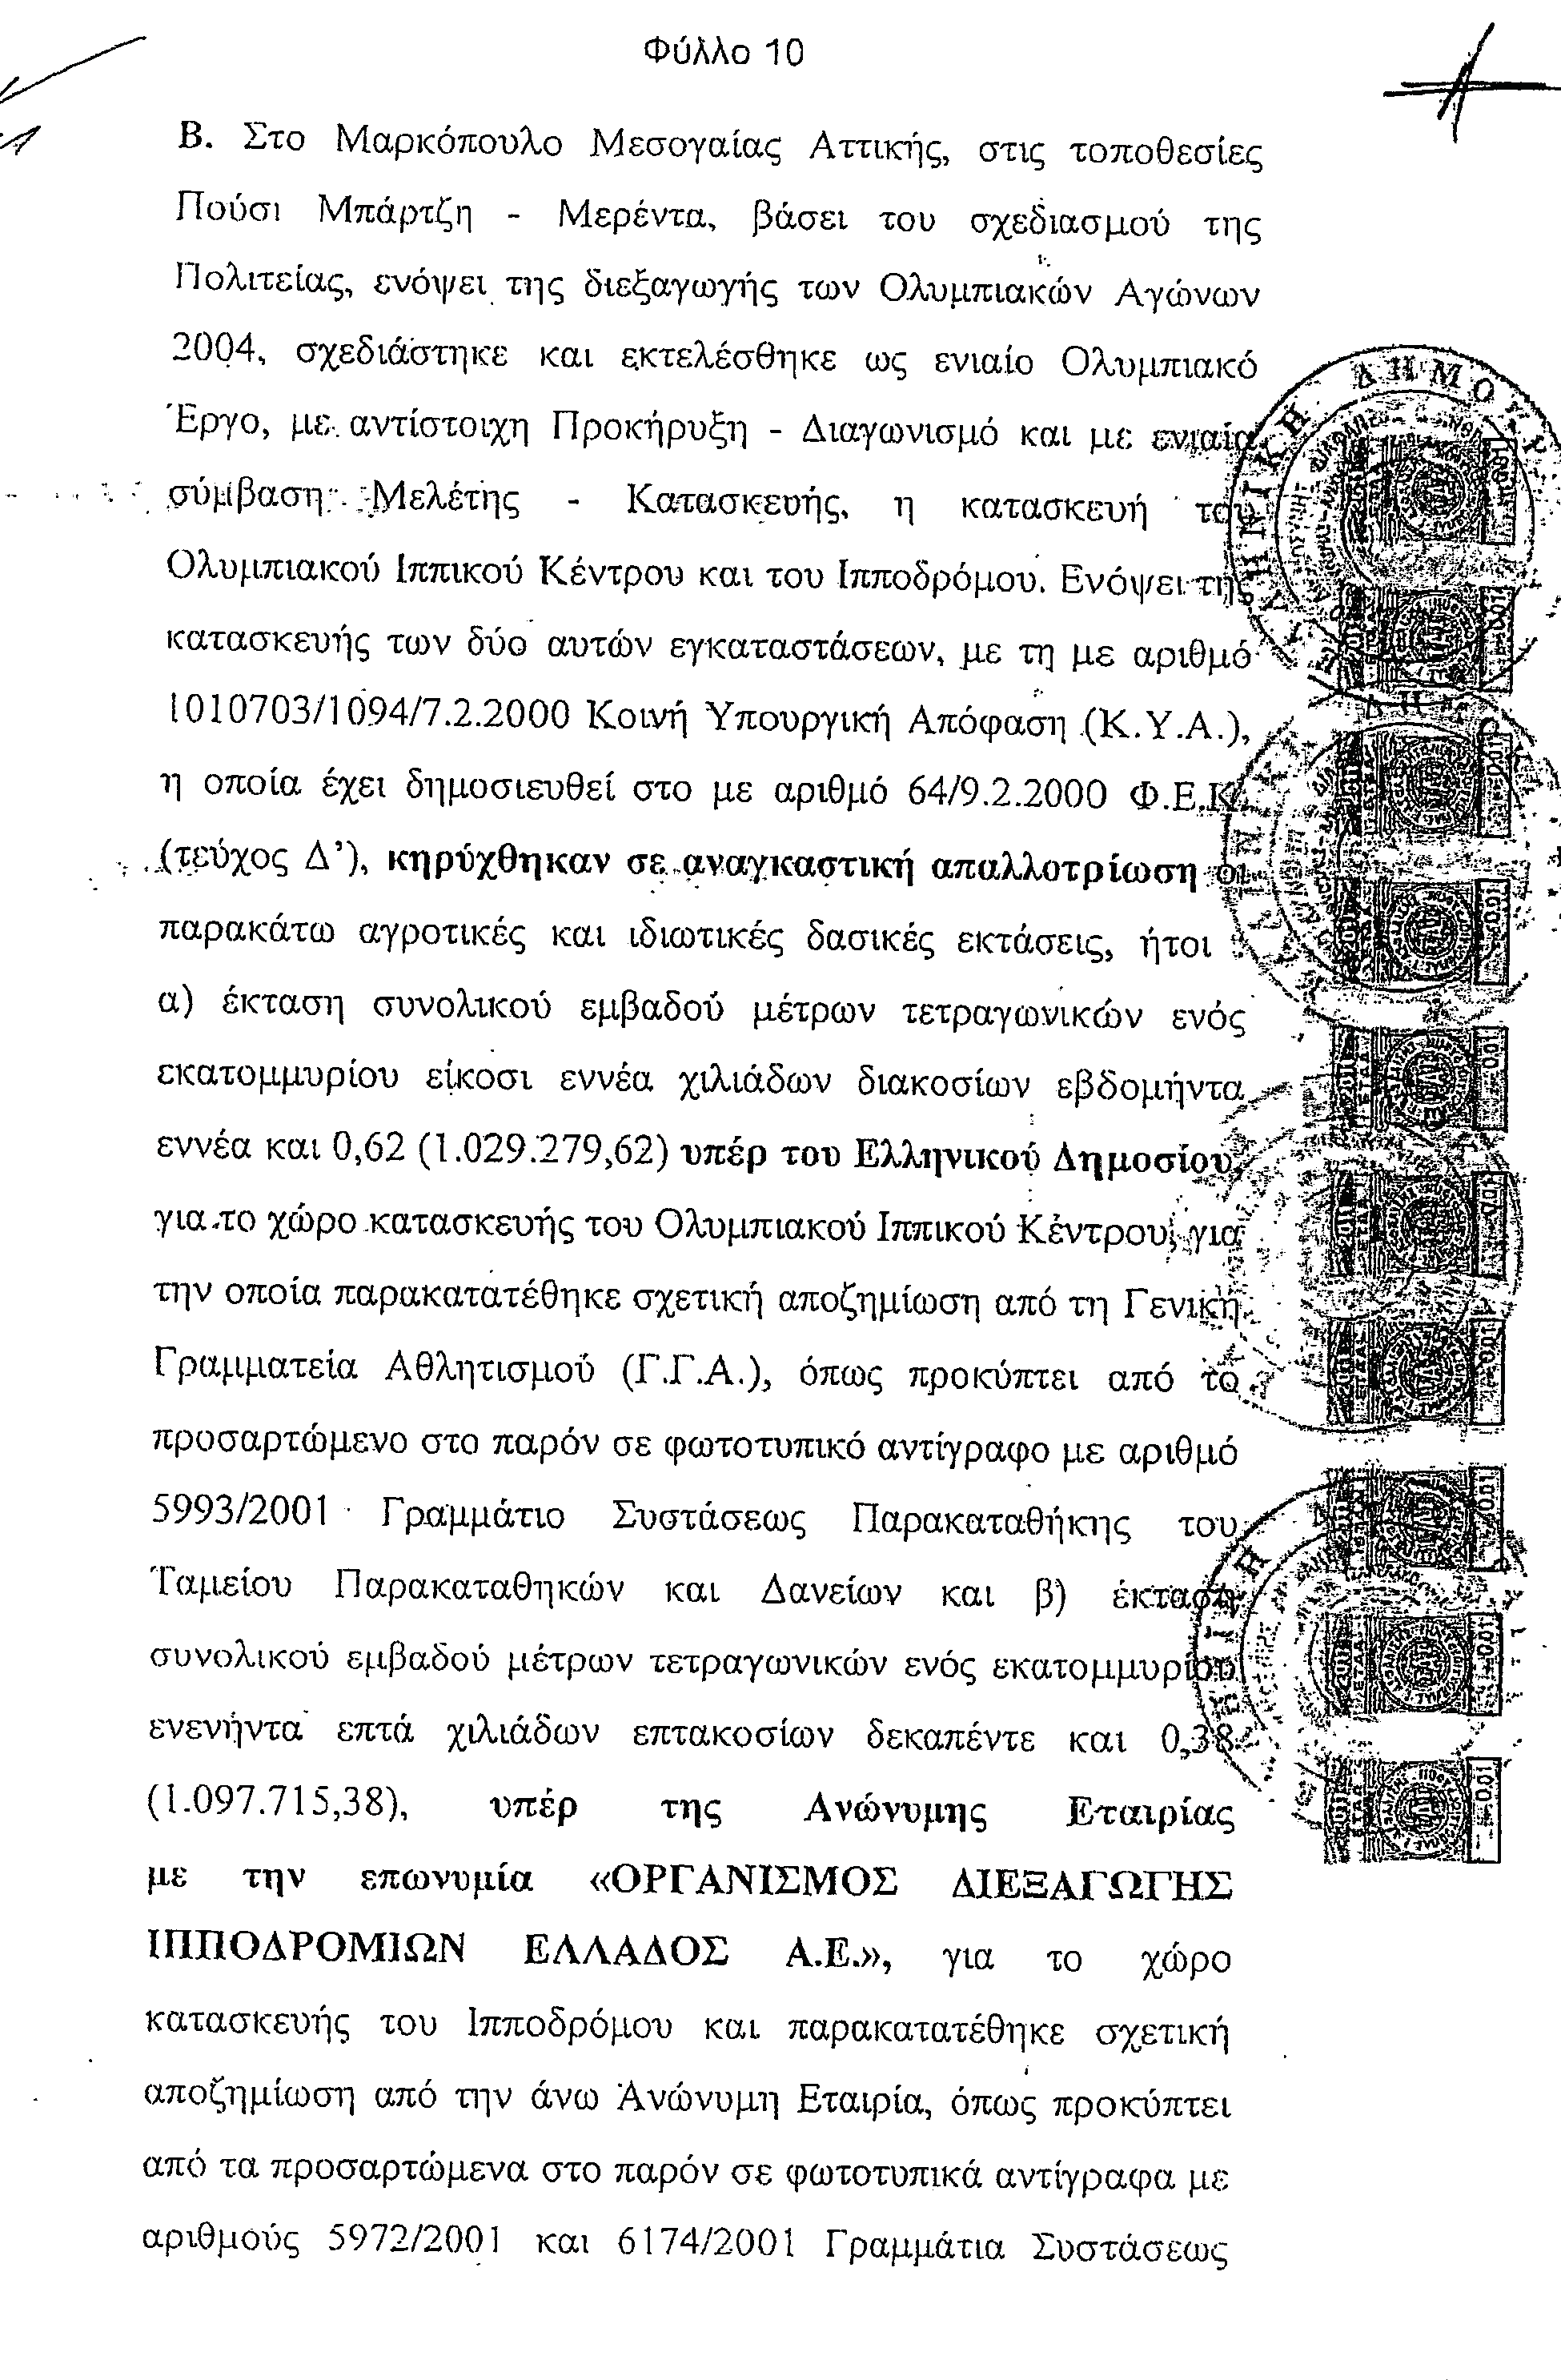 Φύλλο 10
Β. Στο Μαρκόπουλο Μεσογαίας Αττικής, στις τοποθεσίες
Πούσι Μπάρτζη - Μερέντα, βάσει του σχεδιασμού της
Πολιτείας, ενόψει της διεξαγωγής των Ολυμπιακών Αγώνων
2004, σχεδιάστηκε και εκτελέσθηκε ως ενιαίο Ολυμπιακό
Έργο, με αντίστοιχη Προκήρυξη - Διαγωνισμό και με ενιαία
σύμβαση Μελέτης - Κατασκευής, η κατασκευή του
Ολυμπιακού Ιππικού Κέντρου και του Ιπποδρόμου. Ενόψει της
κατασκευής των δύο αυτών εγκαταστάσεων, με τη με αριθμό
1010703/1094/7.2.2000 Κοινή Υπουργική Απόφαση (Κ.Υ.Α.),
η οποία έχει δημοσιευθεί στο με αριθμό 64/9.2.2000 Φ.Ε.Κ.
(τεύχος Δ’), κηρύχθηκαν σε αναγκαστική απαλλοτρίωση οι
παρακάτω αγροτικές και ιδιωτικές δασικές εκτάσεις, ήτοι
α) έκταση συνολικού εμβαδού μέτρων τετραγωνικών ενός
εκατομμυρίου είκοσι εννέα χιλιάδων διακοσίων εβδομήντα
εννέα και 0,62 (1.029.279,62) υπέρ του Ελληνικού Δημοσίου,
για το χώρο κατασκευής του Ολυμπιακού Ιππικού Κέντρου, για
την οποία παρακατατέθηκε σχετική αποζημίωση από τη Γενική
Γραμματεία Αθλητισμού (Γ.Γ.Α.), όπως προκύπτει από το
προσαρτώμενο στο παρόν σε φωτοτυπικό αντίγραφο με αριθμό
5993/2001 Γραμμάτιο Συστάσεως Παρακαταθήκης του
Ταμείου Παρακαταθηκών και Δανείων και β) έκταση
συνολικού εμβαδού μέτρων τετραγωνικών ενός εκατομμυρίου
ενενήντα επτά χιλιάδων επτακοσίων δεκαπέντε και 0,38
(1.097.715,38), υπέρ της Ανώνυμης Εταιρίας
με την επωνυμία «ΟΡΓΑΝΙΣΜΟΣ ΔΙΕΞΑΓΩΓΗΣ
ΙΠΠΟΔΡΟΜΙΩΝ ΕΛΛΑΔΟΣ Α.Ε.», για το χώρο
κατασκευής του Ιπποδρόμου και παρακατατέθηκε σχετική
αποζημίωση από την άνω Ανώνυμη Εταιρία, όπως προκύπτει
από τα προσαρτώμενα στο παρόν σε φωτοτυπικά αντίγραφα με
αριθμούς 5972/2001 και 6174/2001 Γραμμάτια Συστάσεως